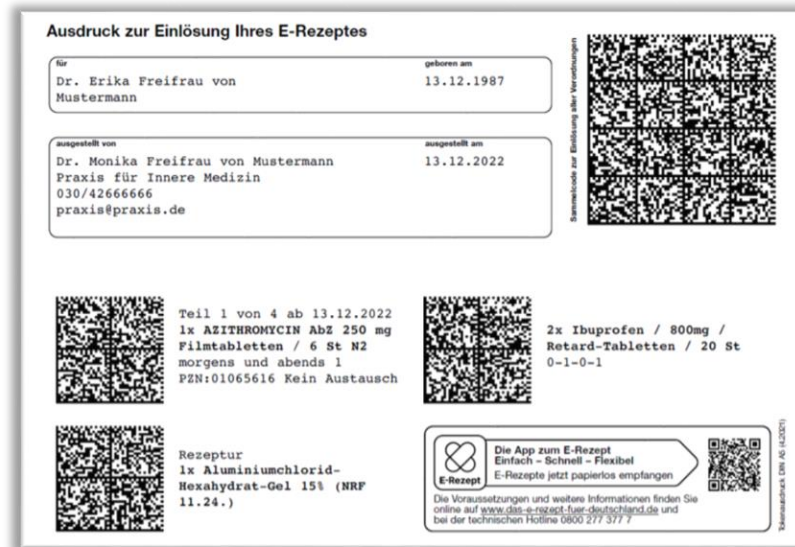 Ausdruck zur Einlösung Ihres E-Rezeptes
für
Dr. Erika Freifrau von
Mustermann
geboren am
13.12.1987
ausgestellt von
Dr. Monika Freifrau von Mustermann
Praxis für Innere Medizin
030/42666666
praxis@praxis.de
ausgestellt am
13.12.2022
Sammelcode zur Einlösung aller Verordnungen
Teil 1 von 4 ab 13.12.2022
1x AZITHROMYCIN AbZ 250 mg
Filmtabletten / 6 St N2
morgens und abends 1
PZN:01065616 Kein Austausch
2x Ibuprofen / 800mg /
Retard-Tabletten / 20 St
0-1-0-1
Rezeptur
1x Aluminiumchlorid-
Hexahydrat-Gel 15% (NRF
11.24.)
E-Rezept
Die App zum E-Rezept
Einfach – Schnell – Flexibel
E-Rezepte jetzt papierlos empfangen
Die Voraussetzungen und weitere Informationen finden Sie
online auf www.das-e-rezept-fuer-deutschland.de und
bei der technischen Hotline 0800 277 377 7
Tokenausdruck DIN A5 (4.2021)